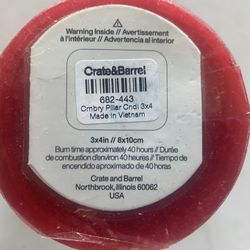 Warning Inside // Avertissement
à l'intérieur // Advertencia al interior
Crate&Barrel
682-443
Crnbry Pillar Cndl 3x4
Made in Vietnam
3x4in // 8x10cm
Burn time approximately 40 hours // Durée
de combustion d'environ 40 heures // Tiempo de
encendido aproximado de 40 horas
Crate and Barrel
Northbrook, Illinois 60062
USA